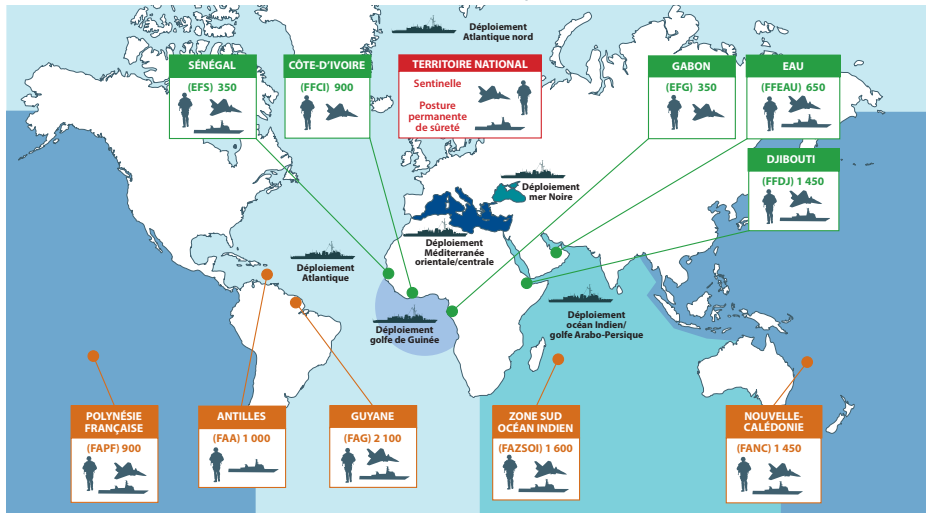 Déploiement
Atlantique nord
SÉNÉGAL
(EFS) 350
CÔTE-D'IVOIRE
(FFCI) 900
TERRITOIRE NATIONAL
Sentinelle
Posture
permanente
de sûreté
GABON
(EFG) 350
EAU
(FFEAU) 650
DJIBOUTI
(FFDJ) 1 450
Déploiement
mer Noire
Déploiement
Méditerranée
orientale/centrale
Déploiement
Atlantique
Déploiement
golfe de Guinée
Déploiement
océan Indien/
golfe Arabo-Persique
POLYNÉSIE
FRANÇAISE
(FAPF) 900
ANTILLES
(FAA) 1 000
GUYANE
(FAG) 2 100
ZONE SUD
OCÉAN INDIEN
(FAZSOI) 1 600
NOUVELLE-
CALÉDONIE
(FANC) 1 450